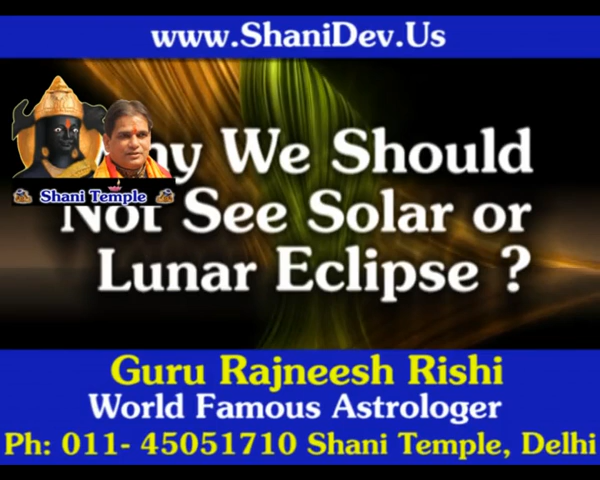 www.ShaniDev.Us
hy We Should
Shani Temple
Not See Solar or
Lunar Eclipse ?
Guru Rajneesh Rishi
World Famous Astrologer
Ph: 011- 45051710 Shani Temple, Delhi